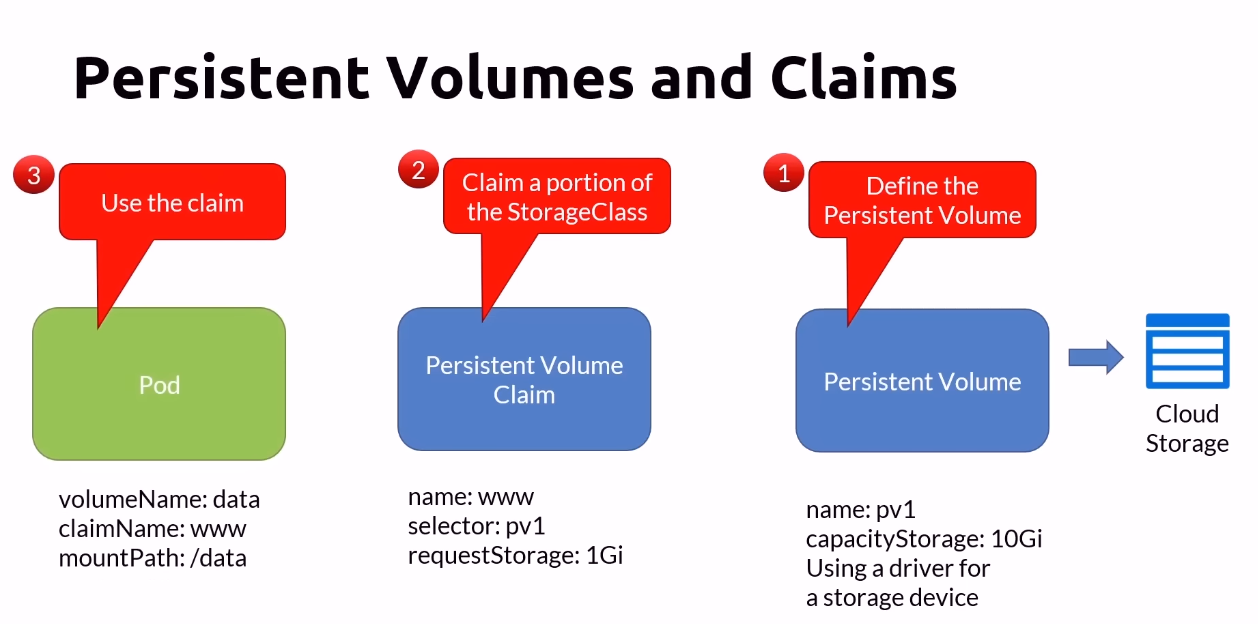 Persistent Volumes and Claims
3
Use the claim
Pod
volumeName: data
claimName: www
mountPath: /data
2
Claim a portion of
the StorageClass
Persistent Volume
Claim
name: www
selector: pv1
requestStorage: 1Gi
1
Define the
Persistent Volume
Persistent Volume
name: pv1
capacityStorage: 10Gi
Using a driver for
a storage device
Cloud
Storage